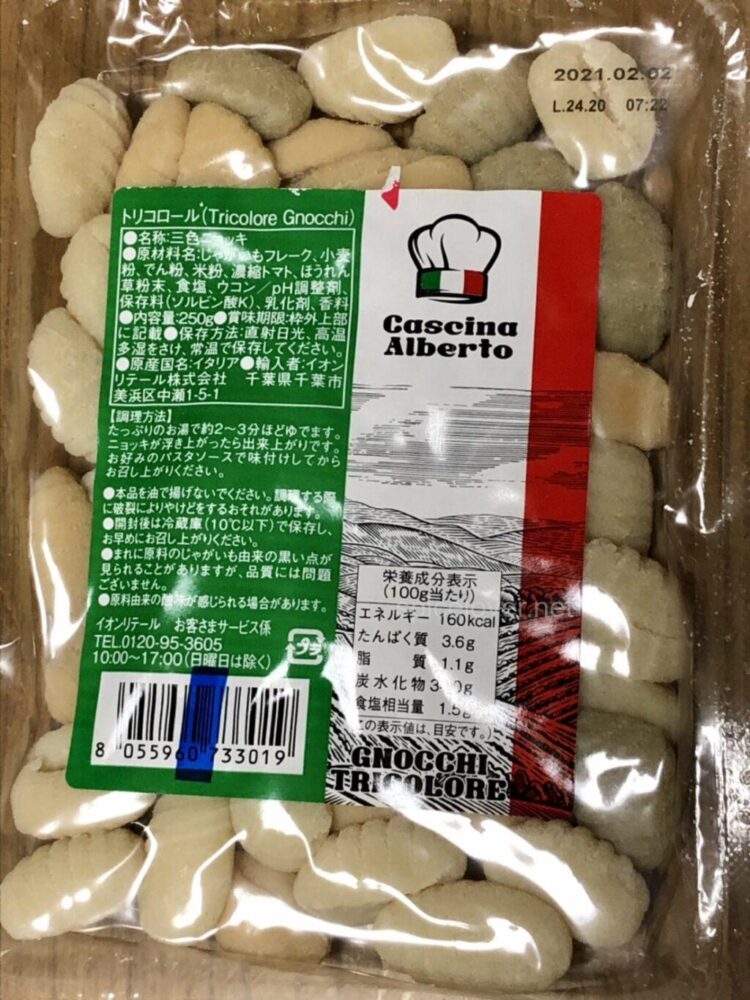 2021.02.02
L.24.20 07:22
トリコロール(Tricolore Gnocchi)
●名称:三色ニョッキ
●原材料名:じゃがいもフレーク、小麦
粉、でん粉、米粉、濃縮トマト、ほうれん
草粉末、食塩、ウコン／pH調整剤、
保存料(ソルビン酸K)、乳化剤、香料
●内容量:250g●賞味期限:枠外上部
に記載●保存方法:直射日光、高温
多湿をさけ、常温で保存してください。
●原産国名:イタリア●輸入者:イオン
リテール株式会社 千葉県千葉市
美浜区中瀬1-5-1
【調理方法】
たっぷりのお湯で約2～3分ほどゆでます。
ニョッキが浮き上がったら出来上がりです。
お好みのパスタソースで味付けしてから
お召し上がりください。
●本品を油で揚げないでください。調理する際
に破裂によりやけどをするおそれがあります。
●開封後は冷蔵庫(10℃以下)で保存し、
お早めにお召し上がりください。
●まれに原料のじゃがいも由来の黒い点が
見られることがありますが、品質には問題
ございません。
●原料由来の酸味が感じられる場合があります。
イオンリテール お客さまサービス係
TEL.0120-95-3605
10:00～17:00(日曜日は除く)
プラ
8 055960 733019
Cascina
Alberto
栄養成分表示
(100g当たり)
エネルギー 160kcal
たんぱく質 3.6g
脂 質 1.1g
炭水化物
食塩相当量 1.5g
(この表示値は、目安です。)
GNOCCHI
TRICOLORE